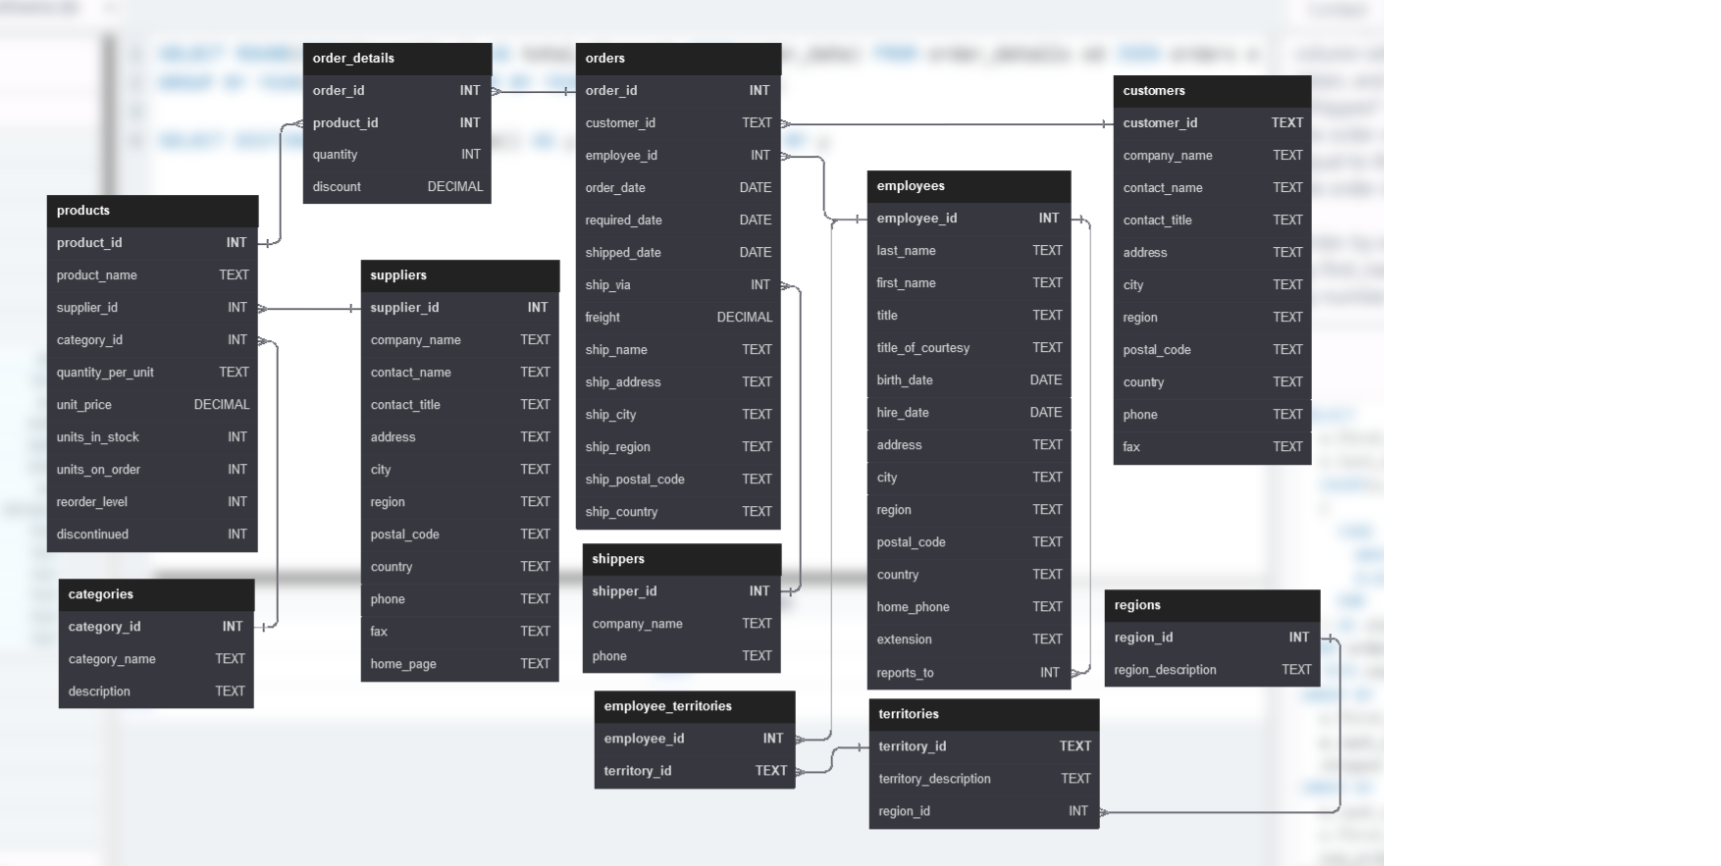 order_details
order_id INT
product_id INT
quantity INT
discount DECIMAL
orders
order_id INT
customer_id TEXT
employee_id INT
order_date DATE
required_date DATE
shipped_date DATE
ship_via INT
freight DECIMAL
ship_name TEXT
ship_address TEXT
ship_city TEXT
ship_region TEXT
ship_postal_code TEXT
ship_country TEXT
customers
customer_id TEXT
company_name TEXT
contact_name TEXT
contact_title TEXT
address TEXT
city TEXT
region TEXT
postal_code TEXT
country TEXT
phone TEXT
fax TEXT
employees
employee_id INT
last_name TEXT
first_name TEXT
title TEXT
title_of_courtesy TEXT
birth_date DATE
hire_date DATE
address TEXT
city TEXT
region TEXT
postal_code TEXT
country TEXT
home_phone TEXT
extension TEXT
reports_to INT
products
product_id INT
product_name TEXT
supplier_id INT
category_id INT
quantity_per_unit TEXT
unit_price DECIMAL
units_in_stock INT
units_on_order INT
reorder_level INT
discontinued INT
suppliers
supplier_id INT
company_name TEXT
contact_name TEXT
contact_title TEXT
address TEXT
city TEXT
region TEXT
postal_code TEXT
country TEXT
phone TEXT
fax TEXT
home_page TEXT
shippers
shipper_id INT
company_name TEXT
phone TEXT
categories
category_id INT
category_name TEXT
description TEXT
regions
region_id INT
region_description TEXT
employee_territories
employee_id INT
territory_id TEXT
territories
territory_id TEXT
territory_description TEXT
region_id INT